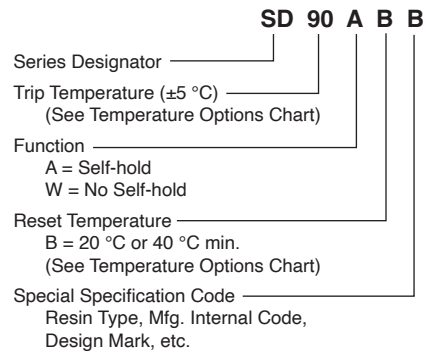 SD 90 A B B
Series Designator
Trip Temperature (±5 °C)
(See Temperature Options Chart)
Function
A = Self-hold
W = No Self-hold
Reset Temperature
B = 20 °C or 40 °C min.
(See Temperature Options Chart)
Special Specification Code
Resin Type, Mfg. Internal Code,
Design Mark, etc.